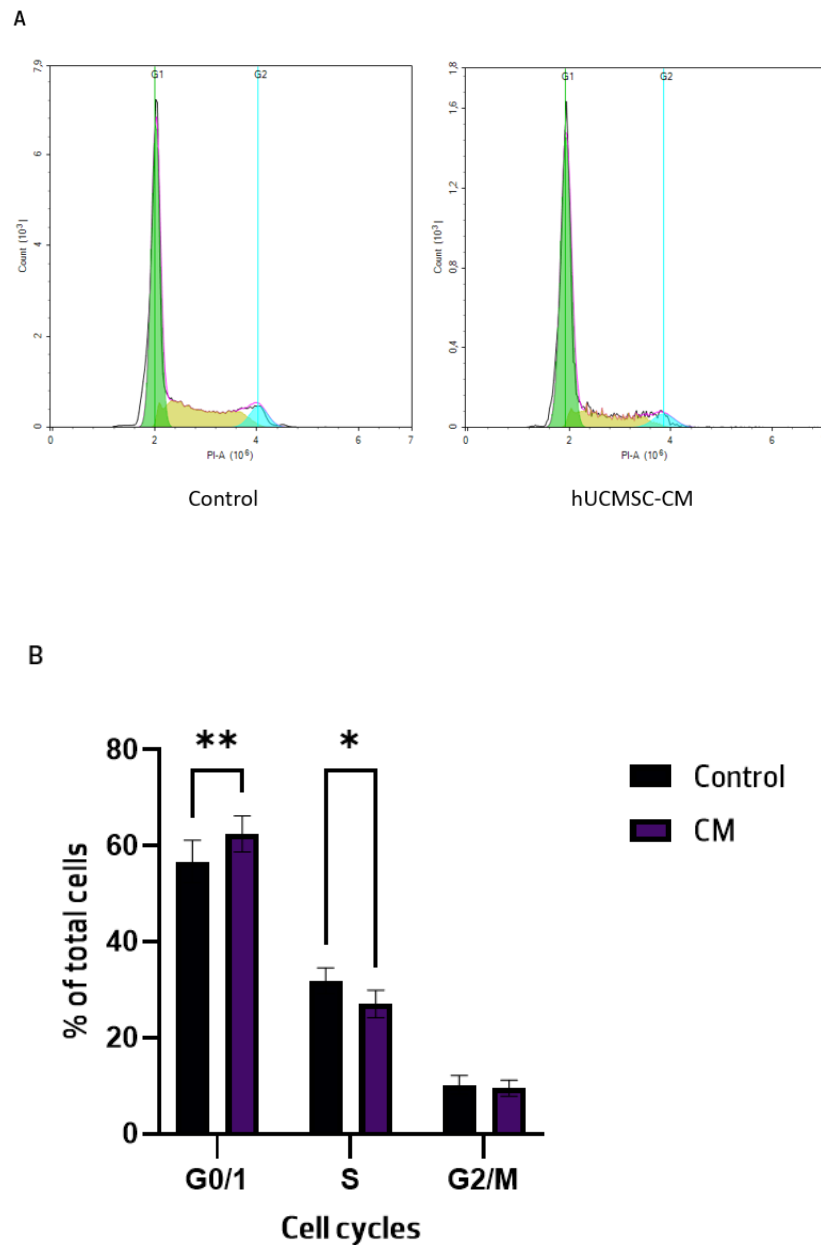 A
G1 G2
7,9
6
4
2
0
Count (10³)
0 2 4 6 7
PI-A (10⁶)
Control
G1 G2
1,8
1,6
1,2
0,8
0,4
0
Count (10³)
0 2 4 6
PI-A (10⁶)
hUCMSC-CM
B
** *
80
60
40
20
0
% of total cells
G0/1 S G2/M
Cell cycles
Control
CM